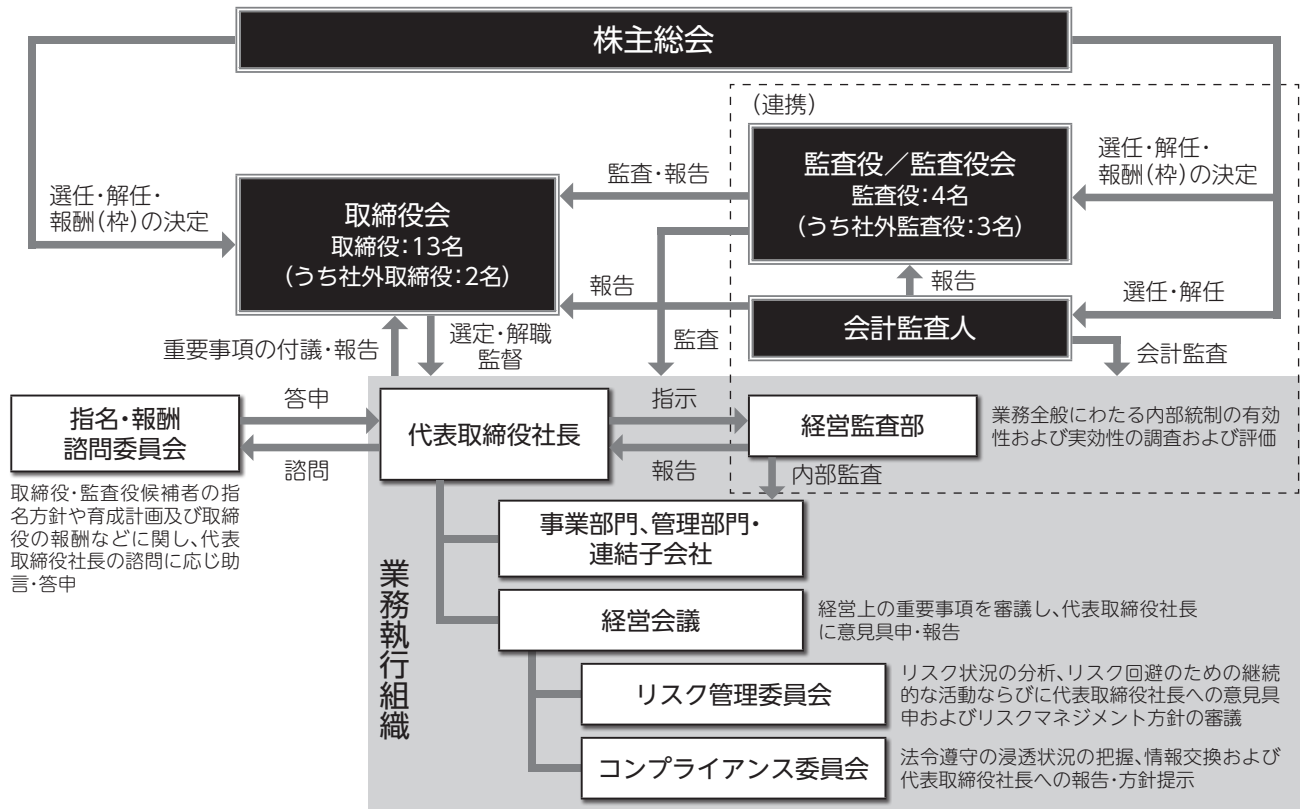 株主総会
(連携)
監査役／監査役会
監査役：4名
(うち社外監査役：3名)
選任・解任・
報酬(枠)の決定
監査・報告
選任・解任・
報酬(枠)の決定
取締役会
取締役：13名
(うち社外取締役：2名)
報告
報告
選任・解任
会計監査人
重要事項の付議・報告
選定・解職
監督
監査
会計監査
指名・報酬
諮問委員会
答申
諮問
代表取締役社長
指示
報告
経営監査部
業務全般にわたる内部統制の有効
性および実効性の調査および評価
内部監査
取締役・監査役候補者の指
名方針や育成計画及び取締
役の報酬などに関し、代表
取締役社長の諮問に応じ助
言・答申
業務執行組織
事業部門、管理部門・
連結子会社
経営会議
経営上の重要事項を審議し、代表取締役社長
に意見具申・報告
リスク管理委員会
リスク状況の分析、リスク回避のための継続
的な活動ならびに代表取締役社長への意見具
申およびリスクマネジメント方針の審議
コンプライアンス委員会
法令遵守の浸透状況の把握、情報交換および
代表取締役社長への報告・方針提示